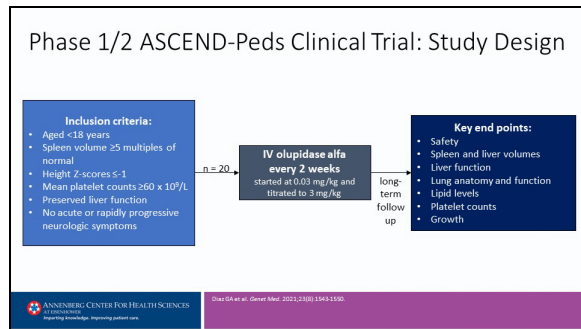 Phase 1/2 ASCEND-Peds Clinical Trial: Study Design
Inclusion criteria:
• Aged <18 years
• Spleen volume ≥5 multiples of
normal
• Height Z-scores ≤-1
• Mean platelet counts ≥60 x 10⁹/L
• Preserved liver function
• No acute or rapidly progressive
neurologic symptoms
n = 20
IV olupidase alfa
every 2 weeks
started at 0.03 mg/kg and
titrated to 3 mg/kg
long-
term
follow
up
Key end points:
• Safety
• Spleen and liver volumes
• Liver function
• Lung anatomy and function
• Lipid levels
• Platelet counts
• Growth
ANNENBERG CENTER FOR HEALTH SCIENCES
AT EISENHOWER
Imparting knowledge. Improving patient care.
Diaz GA et al. Genet Med. 2021;23(8):1543-1550.